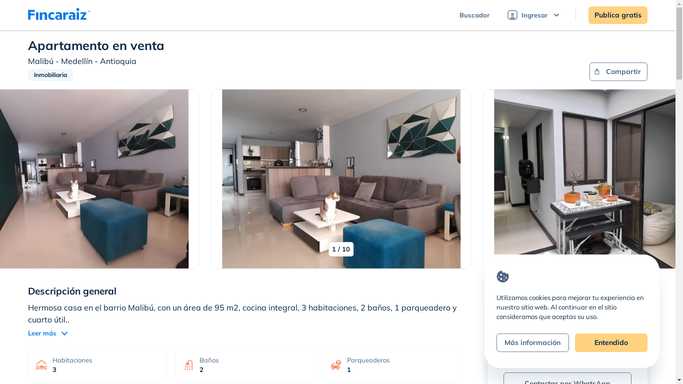 Fincaraiz
Buscador
Ingresar
Publica gratis
Apartamento en venta
Malibú - Medellín - Antioquia
Inmobiliaria
Compartir
1 / 10
Descripción general
Hermosa casa en el barrio Malibú, con un área de 95 m2, cocina integral, 3 habitaciones, 2 baños, 1 parqueadero y
cuarto útil..
Leer más
Habitaciones
3
Baños
2
Parqueaderos
1
Utilizamos cookies para mejorar tu experiencia en
nuestro sitio web. Al continuar en el sitio
consideramos que aceptas su uso.
Más información
Entendido
Contactar por WhatsApp